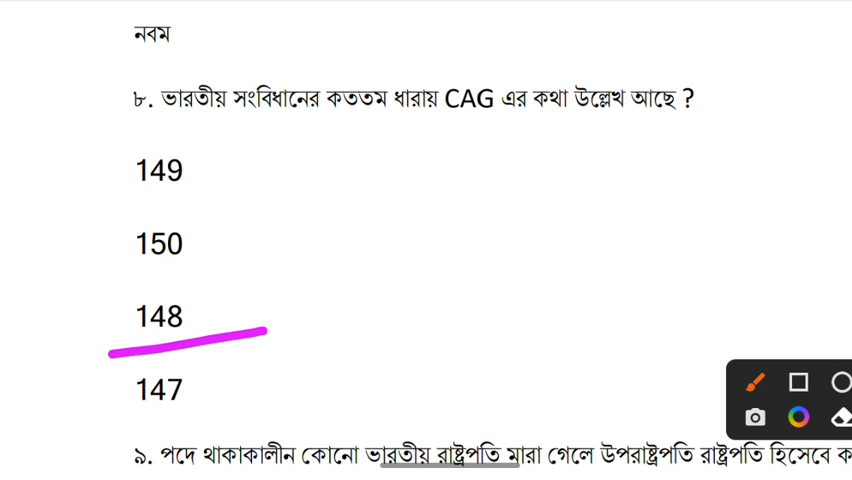 নবম
৮. ভারতীয় সংবিধানের কততম ধারায় CAG এর কথা উল্লেখ আছে ?
149
150
148
147
৯. পদে থাকাকালীন কোনো ভারতীয় রাষ্ট্রপতি মারা গেলে উপরাষ্ট্রপতি রাষ্ট্রপতি হিসেবে